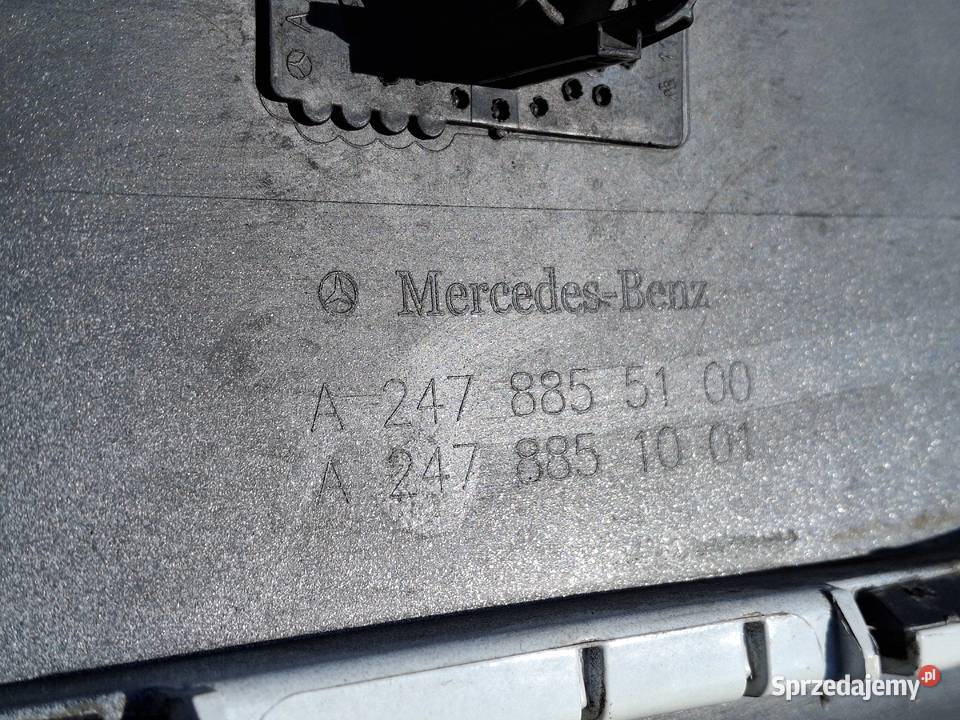 Mercedes-Benz
A 247 885 51 00
A 247 885 10 01
Sprzedajemy.pl